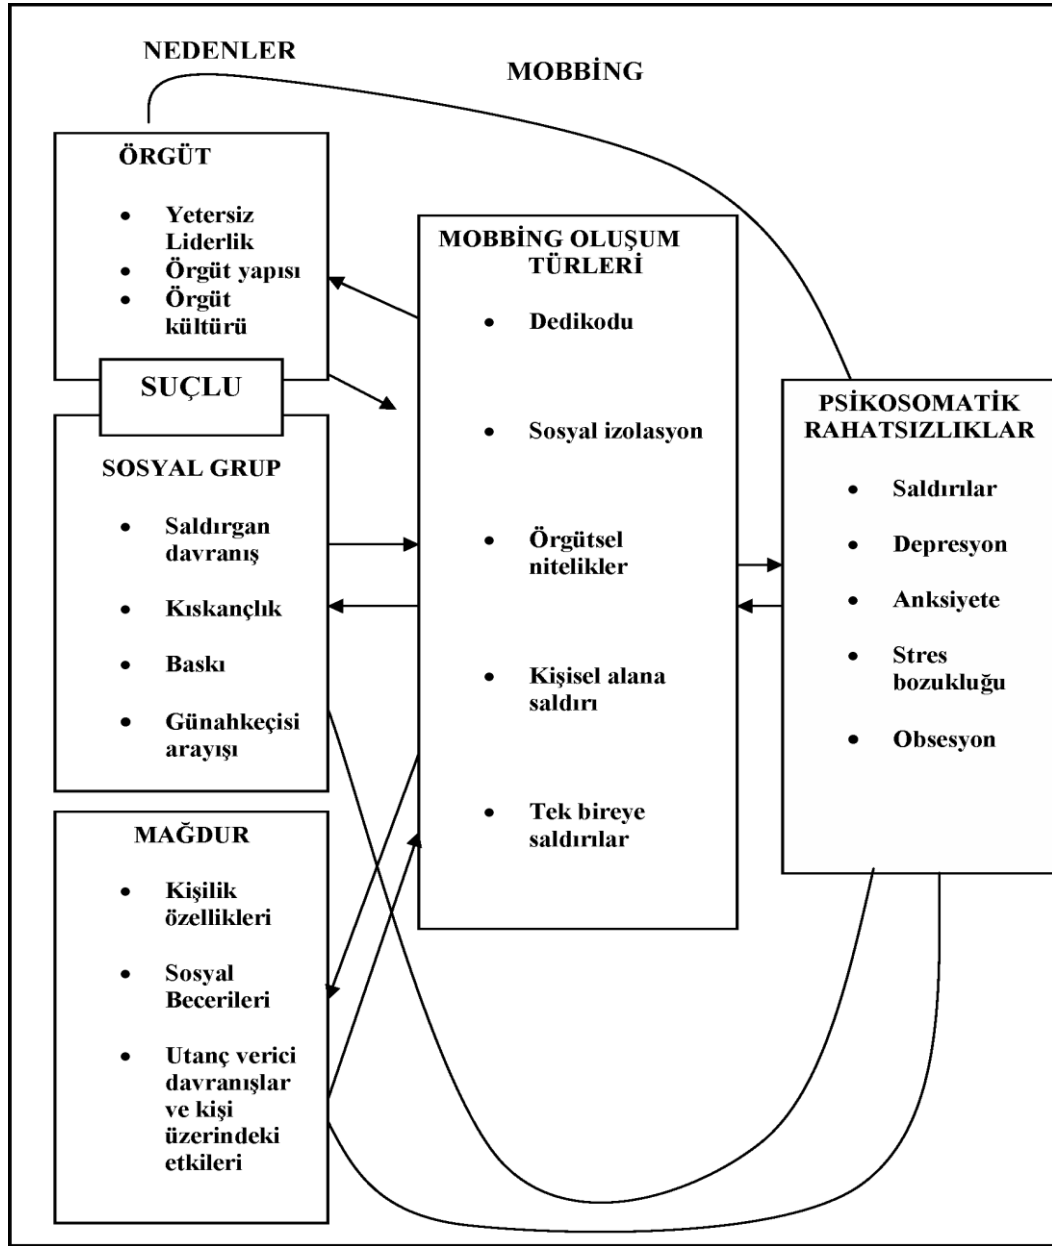 NEDENLER
MOBBİNG
ÖRGÜT
• Yetersiz
Liderlik
• Örgüt yapısı
• Örgüt
kültürü
SUÇLU
SOSYAL GRUP
• Saldırgan
davranış
• Kıskançlık
• Baskı
• Günahkeçisi
arayışı
MAĞDUR
• Kişilik
özellikleri
• Sosyal
Becerileri
• Utanç verici
davranışlar
ve kişi
üzerindeki
etkileri
MOBBİNG OLUŞUM
TÜRLERİ
• Dedikodu
• Sosyal izolasyon
• Örgütsel
nitelikler
• Kişisel alana
saldırı
• Tek bireye
saldırılar
PSİKOSOMATİK
RAHATSIZLIKLAR
• Saldırılar
• Depresyon
• Anksiyete
• Stres
bozukluğu
• Obsesyon